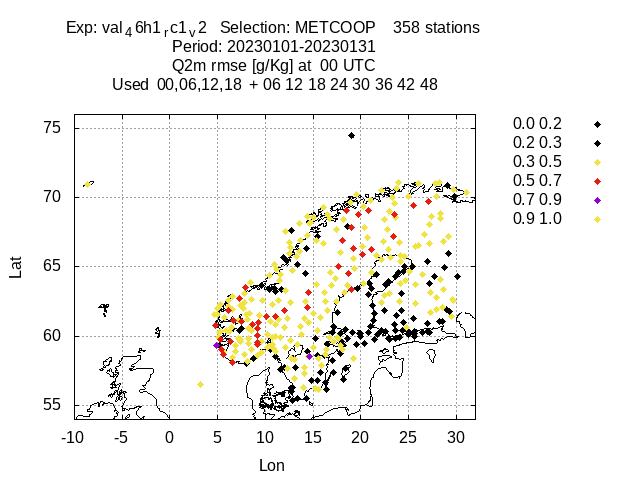 Exp: val4 6h1rc1v2 Selection: METCOOP 358 stations
Period: 20230101-20230131
Q2m rmse [g/Kg] at 00 UTC
Used 00,06,12,18 + 06 12 18 24 30 36 42 48
0.0 0.2
0.2 0.3
0.3 0.5
0.5 0.7
0.7 0.9
0.9 1.0
75
70
65
60
55
Lat
-10 -5 0 5 10 15 20 25 30
Lon